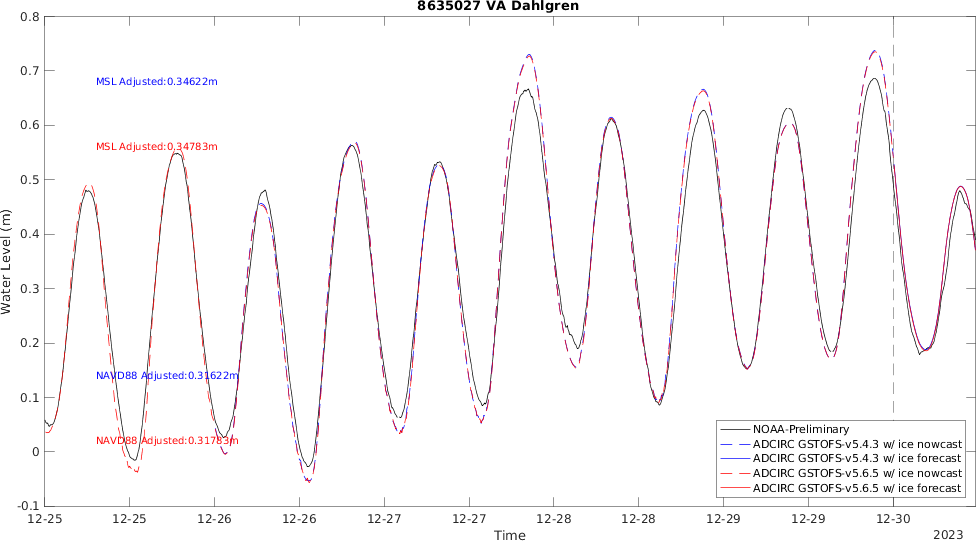 8635027 VA Dahlgren
0.8
0.7
0.6
0.5
0.4
0.3
0.2
0.1
0
-0.1
Water Level (m)
MSL Adjusted:0.34622m
MSL Adjusted:0.34783m
NAVD88 Adjusted:0.31622m
NAVD88 Adjusted:0.31783m
NOAA-Preliminary
ADCIRC GSTOFS-v5.4.3 w/ ice nowcast
ADCIRC GSTOFS-v5.4.3 w/ ice forecast
ADCIRC GSTOFS-v5.6.5 w/ ice nowcast
ADCIRC GSTOFS-v5.6.5 w/ ice forecast
12-25 12-25 12-26 12-26 12-27 12-27 12-28 12-28 12-29 12-29 12-30
Time
2023